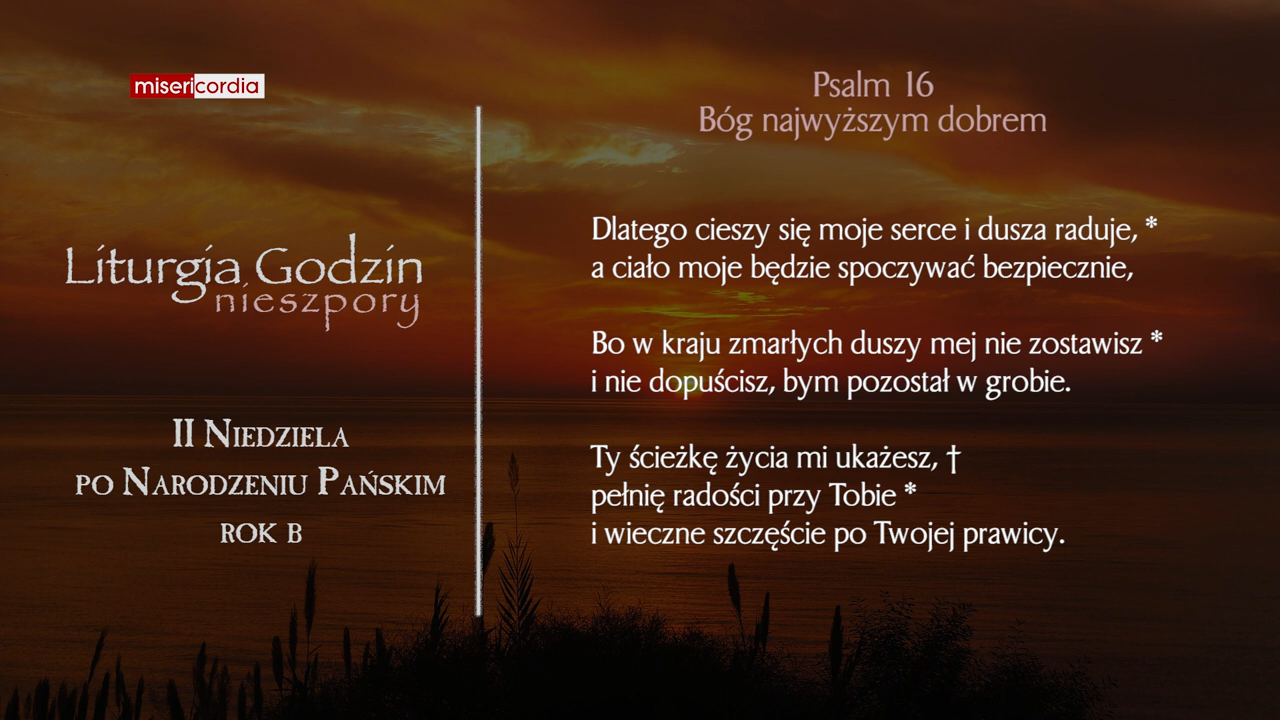 misericordia
Liturgia Godzin
nieszpory
II Niedziela
po Narodzeniu Pańskim
rok B
Psalm 16
Bóg najwyższym dobrem
Dlatego cieszy się moje serce i dusza raduje, *
a ciało moje będzie spoczywać bezpiecznie,
Bo w kraju zmarłych duszy mej nie zostawisz *
i nie dopuścisz, bym pozostał w grobie.
Ty ścieżkę życia mi ukażesz, †
pełnię radości przy Tobie *
i wieczne szczęście po Twojej prawicy.